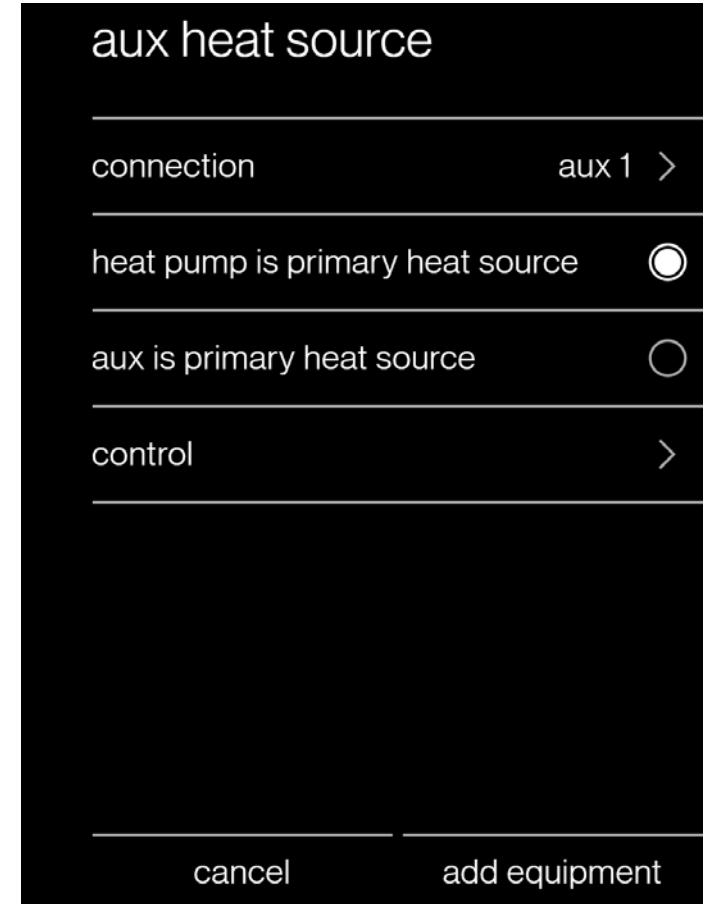 aux heat source
connection aux 1
heat pump is primary heat source
aux is primary heat source
control
cancel add equipment